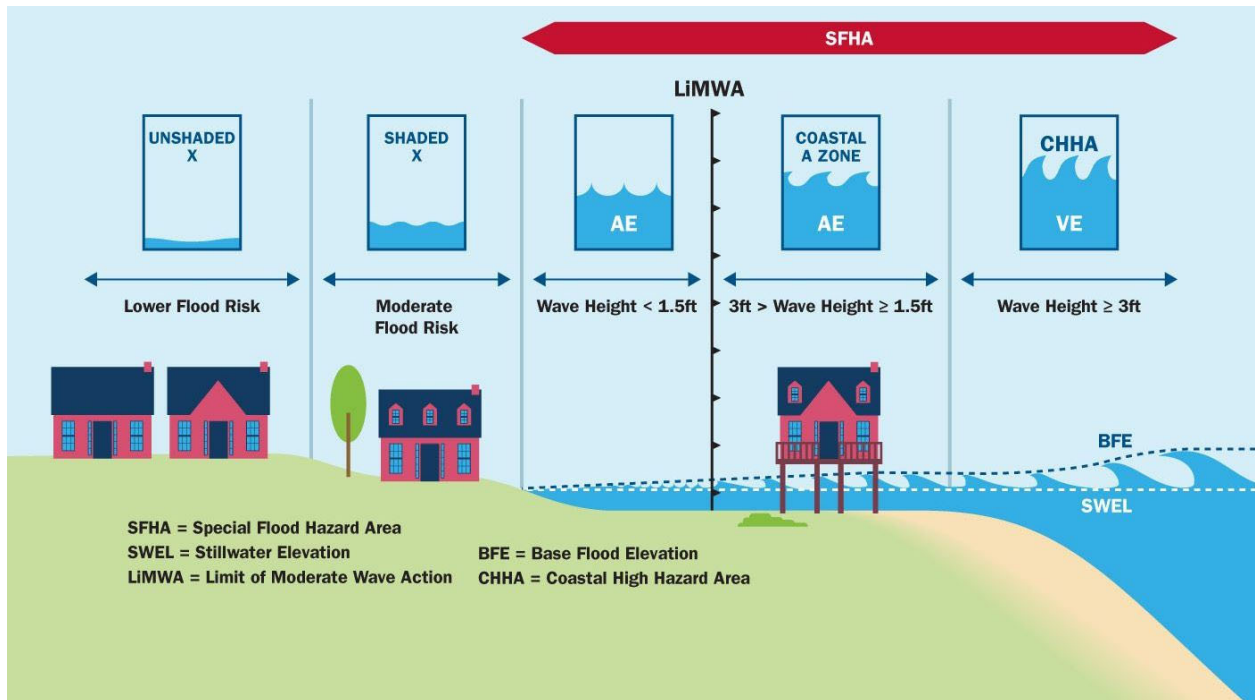 SFHA
LiMWA
UNSHADED
X
SHADED
X
AE
COASTAL
A ZONE
AE
CHHA
VE
Lower Flood Risk
Moderate
Flood Risk
Wave Height < 1.5ft
3ft > Wave Height ≥ 1.5ft
Wave Height ≥ 3ft
BFE
SWEL
SFHA = Special Flood Hazard Area
SWEL = Stillwater Elevation
LiMWA = Limit of Moderate Wave Action
BFE = Base Flood Elevation
CHHA = Coastal High Hazard Area